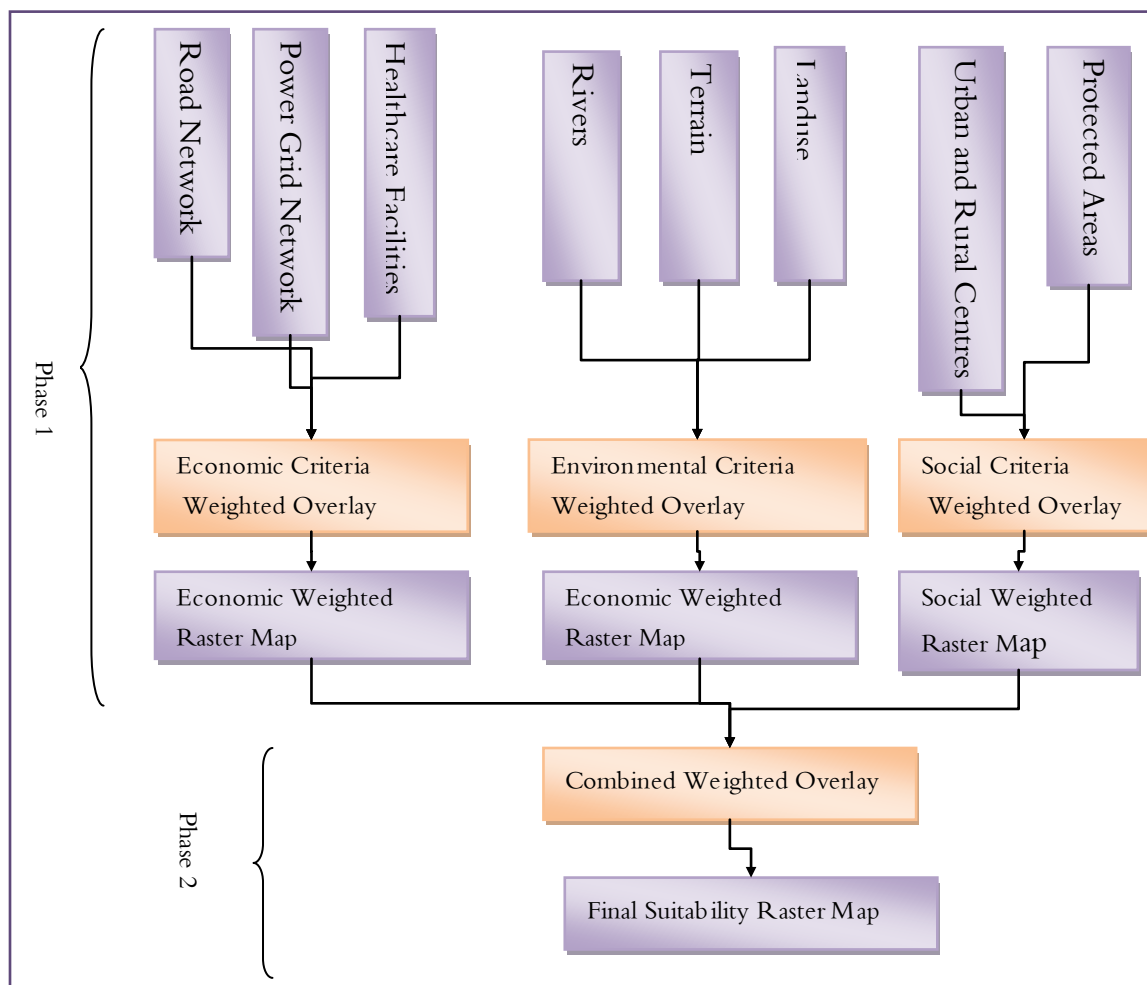 Road Network
Power Grid Network
Healthcare Facilities
Rivers
Terrain
Landuse
Urban and Rural Centres
Protected Areas
Phase 1
Economic Criteria
Weighted Overlay
Environmental Criteria
Weighted Overlay
Social Criteria
Weighted Overlay
Economic Weighted
Raster Map
Economic Weighted
Raster Map
Social Weighted
Raster Map
Phase 2
Combined Weighted Overlay
Final Suitability Raster Map